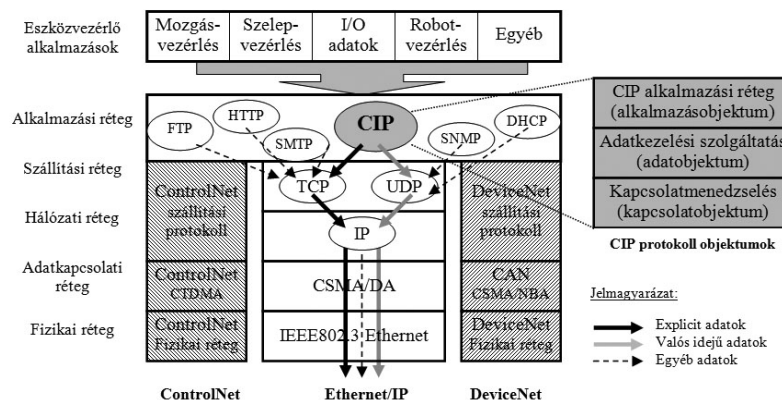 Eszközvezérlő
alkalmazások
Mozgás-
vezérlés
Szelep-
vezérlés
I/O
adatok
Robot-
vezérlés
Egyéb
Alkalmazási réteg
FTP
HTTP
SMTP
CIP
SNMP
DHCP
CIP alkalmazási réteg
(alkalmazásobjektum)
Adatkezelési szolgáltatás
(adatobjektum)
Kapcsolatmenedzselés
(kapcsolatobjektum)
CIP protokoll objektumok
Szállítási réteg
Hálózati réteg
ControlNet
szállítási
protokoll
TCP
UDP
IP
DeviceNet
szállítási
protokoll
Adatkapcsolati
réteg
ControlNet
CTDMA
CSMA/DA
CAN
CSMA/NBA
Fizikai réteg
ControlNet
Fizikai réteg
IEEE802.3 Ethernet
DeviceNet
Fizikai réteg
Jelmagyarázat:
Explicit adatok
Valós idejű adatok
Egyéb adatok
ControlNet
Ethernet/IP
DeviceNet